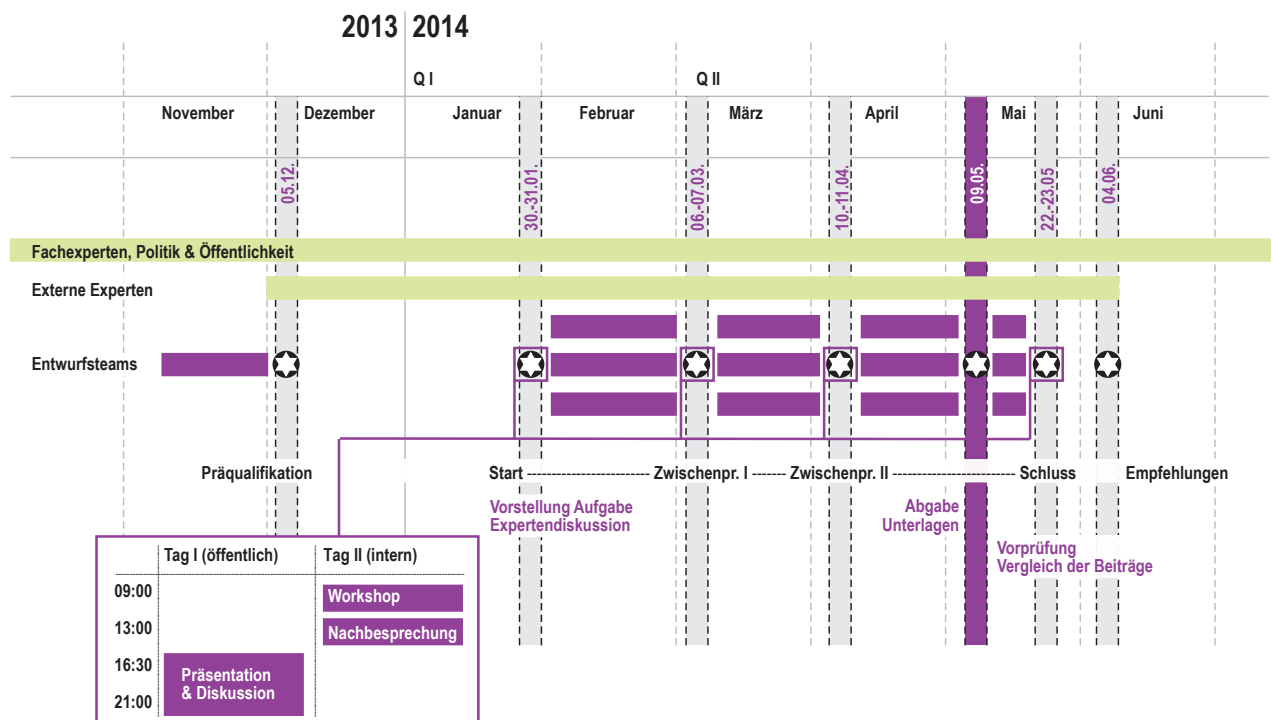 2013 2014
Q I
Q II
November
Dezember
Januar
Februar
März
April
Mai
Juni
05.12.
30.-31.01.
06.-07.03.
10.-11.04.
09.05.
22.-23.05
04.06.
Fachexperten, Politik & Öffentlichkeit
Externe Experten
Entwurfsteams
Präqualifikation
Start ------------------------- Zwischenpr. I ------- Zwischenpr. II ------------------------- Schluss
Empfehlungen
Vorstellung Aufgabe
Expertendiskussion
Abgabe
Unterlagen
Vorprüfung
Vergleich der Beiträge
Tag I (öffentlich)
Tag II (intern)
09:00
Workshop
13:00
Nachbesprechung
16:30
Präsentation
& Diskussion
21:00